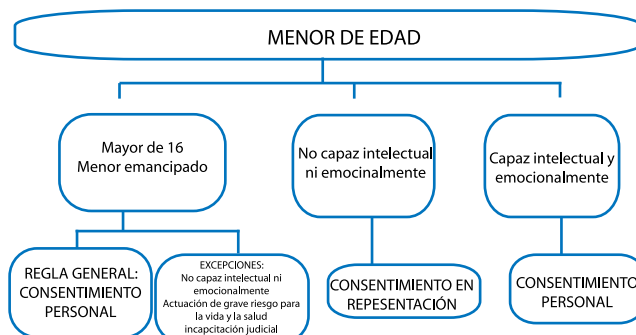 MENOR DE EDAD
Mayor de 16
Menor emancipado
No capaz intelectual
ni emocinalmente
Capaz intelectual y
emocionalmente
REGLA GENERAL:
CONSENTIMIENTO
PERSONAL
EXCEPCIONES:
No capaz intelectual ni
emocionalmente
Actuación de grave riesgo para
la vida y la salud
incapcitación judicial
CONSENTIMIENTO EN
REPESENTACIÓN
CONSENTIMIENTO
PERSONAL